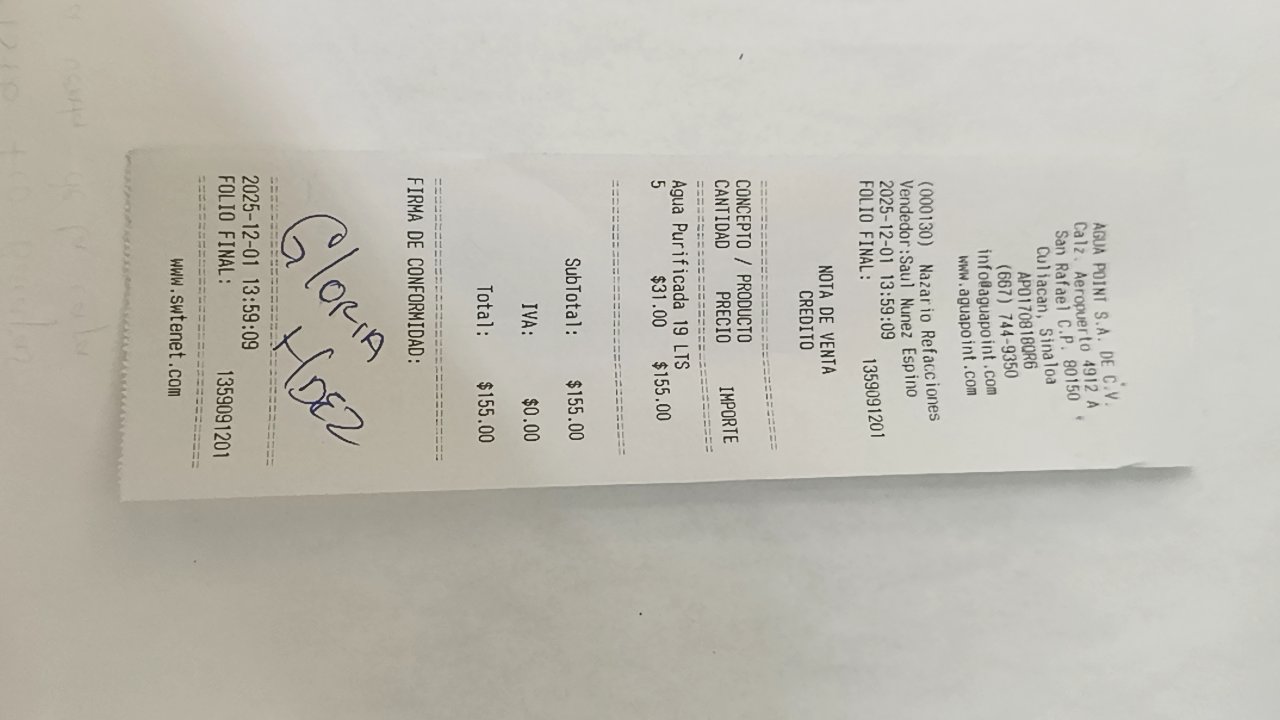 AGUA POINT S.A. DE C.V.
Calz. Aeropuerto 4912 A
San Rafael C.P. 80150
Culiacan, Sinaloa
APO170818QR6
(667) 744-9350
info@aguapoint.com
www.aguapoint.com
(000130) Nazario Refacciones
Vendedor:Saul Nunez Espino
2025-12-01 13:59:09
FOLIO FINAL: 1359091201
NOTA DE VENTA
CREDITO
CONCEPTO / PRODUCTO
CANTIDAD PRECIO IMPORTE
Agua Purificada 19 LTS
5 $31.00 $155.00
SubTotal: $155.00
IVA: $0.00
Total: $155.00
FIRMA DE CONFORMIDAD:
GloRIA
HDEZ
2025-12-01 13:59:09
FOLIO FINAL: 1359091201
www.swtenet.com